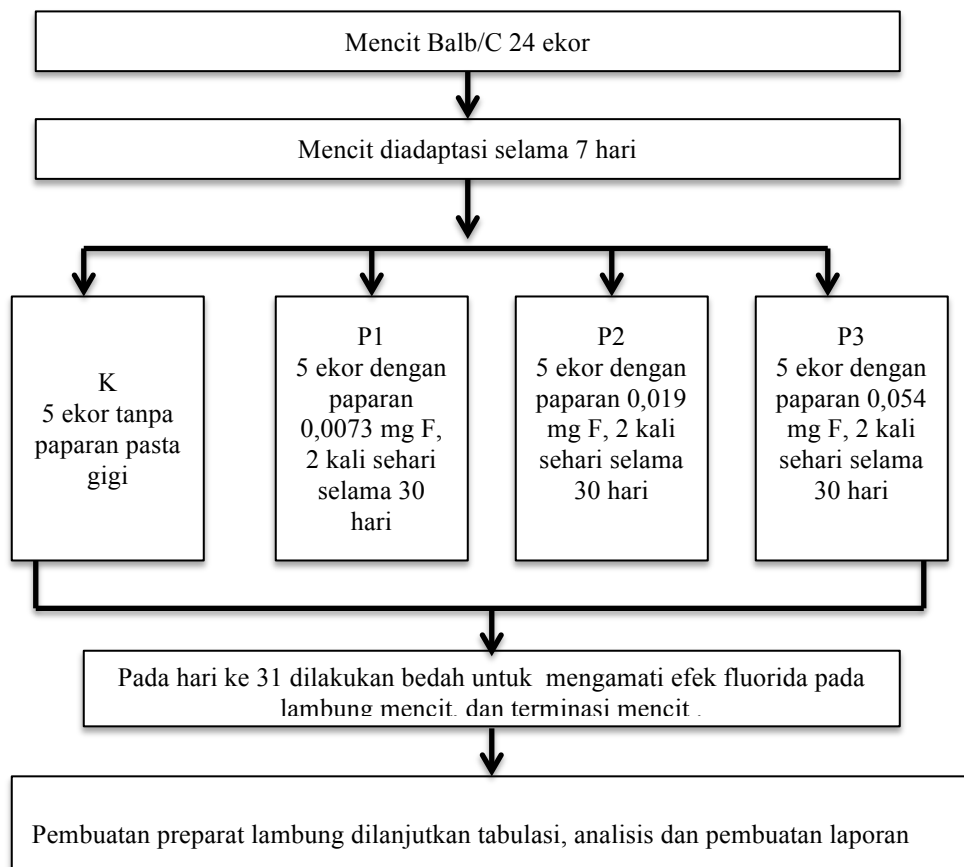 Mencit Balb/C 24 ekor
Mencit diadaptasi selama 7 hari
K
5 ekor tanpa
paparan pasta
gigi
P1
5 ekor dengan
paparan
0,0073 mg F,
2 kali sehari
selama 30
hari
P2
5 ekor dengan
paparan 0,019
mg F, 2 kali
sehari selama
30 hari
P3
5 ekor dengan
paparan 0,054
mg F, 2 kali
sehari selama
30 hari
Pada hari ke 31 dilakukan bedah untuk mengamati efek fluorida pada
lambung mencit, dan terminasi mencit .
Pembuatan preparat lambung dilanjutkan tabulasi, analisis dan pembuatan laporan